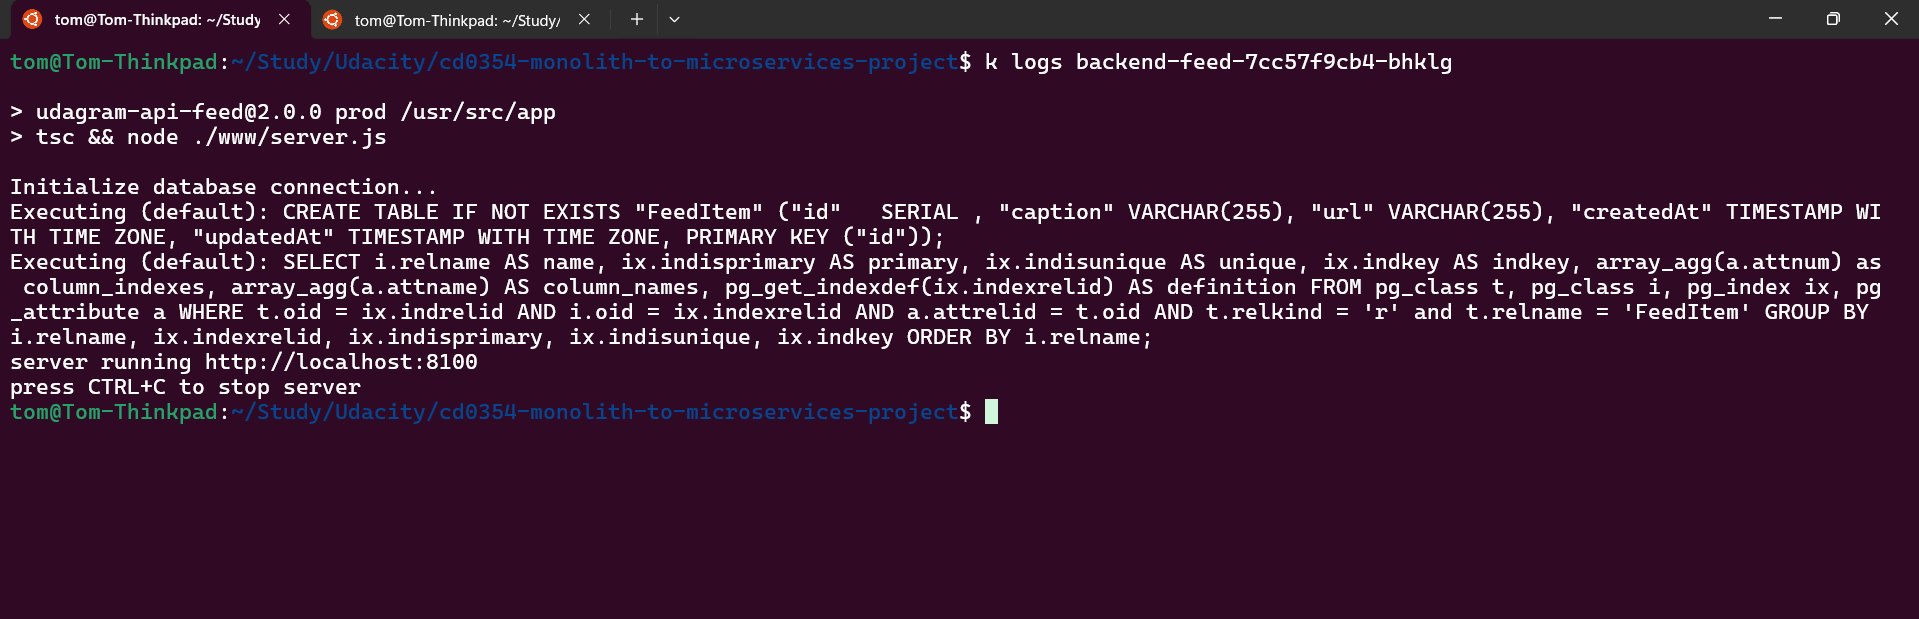 tom@Tom-Thinkpad: ~/Study
tom@Tom-Thinkpad: ~/Study/
tom@Tom-Thinkpad:~/Study/Udacity/cd0354-monolith-to-microservices-project$ k logs backend-feed-7cc57f9cb4-bhklg
> udagram-api-feed@2.0.0 prod /usr/src/app
> tsc && node ./www/server.js
Initialize database connection...
Executing (default): CREATE TABLE IF NOT EXISTS "FeedItem" ("id"   SERIAL , "caption" VARCHAR(255), "url" VARCHAR(255), "createdAt" TIMESTAMP WI
TH TIME ZONE, "updatedAt" TIMESTAMP WITH TIME ZONE, PRIMARY KEY ("id"));
Executing (default): SELECT i.relname AS name, ix.indisprimary AS primary, ix.indisunique AS unique, ix.indkey AS indkey, array_agg(a.attnum) as
 column_indexes, array_agg(a.attname) AS column_names, pg_get_indexdef(ix.indexrelid) AS definition FROM pg_class t, pg_class i, pg_index ix, pg
_attribute a WHERE t.oid = ix.indrelid AND i.oid = ix.indexrelid AND a.attrelid = t.oid AND t.relkind = 'r' and t.relname = 'FeedItem' GROUP BY
i.relname, ix.indexrelid, ix.indisprimary, ix.indisunique, ix.indkey ORDER BY i.relname;
server running http://localhost:8100
press CTRL+C to stop server
tom@Tom-Thinkpad:~/Study/Udacity/cd0354-monolith-to-microservices-project$